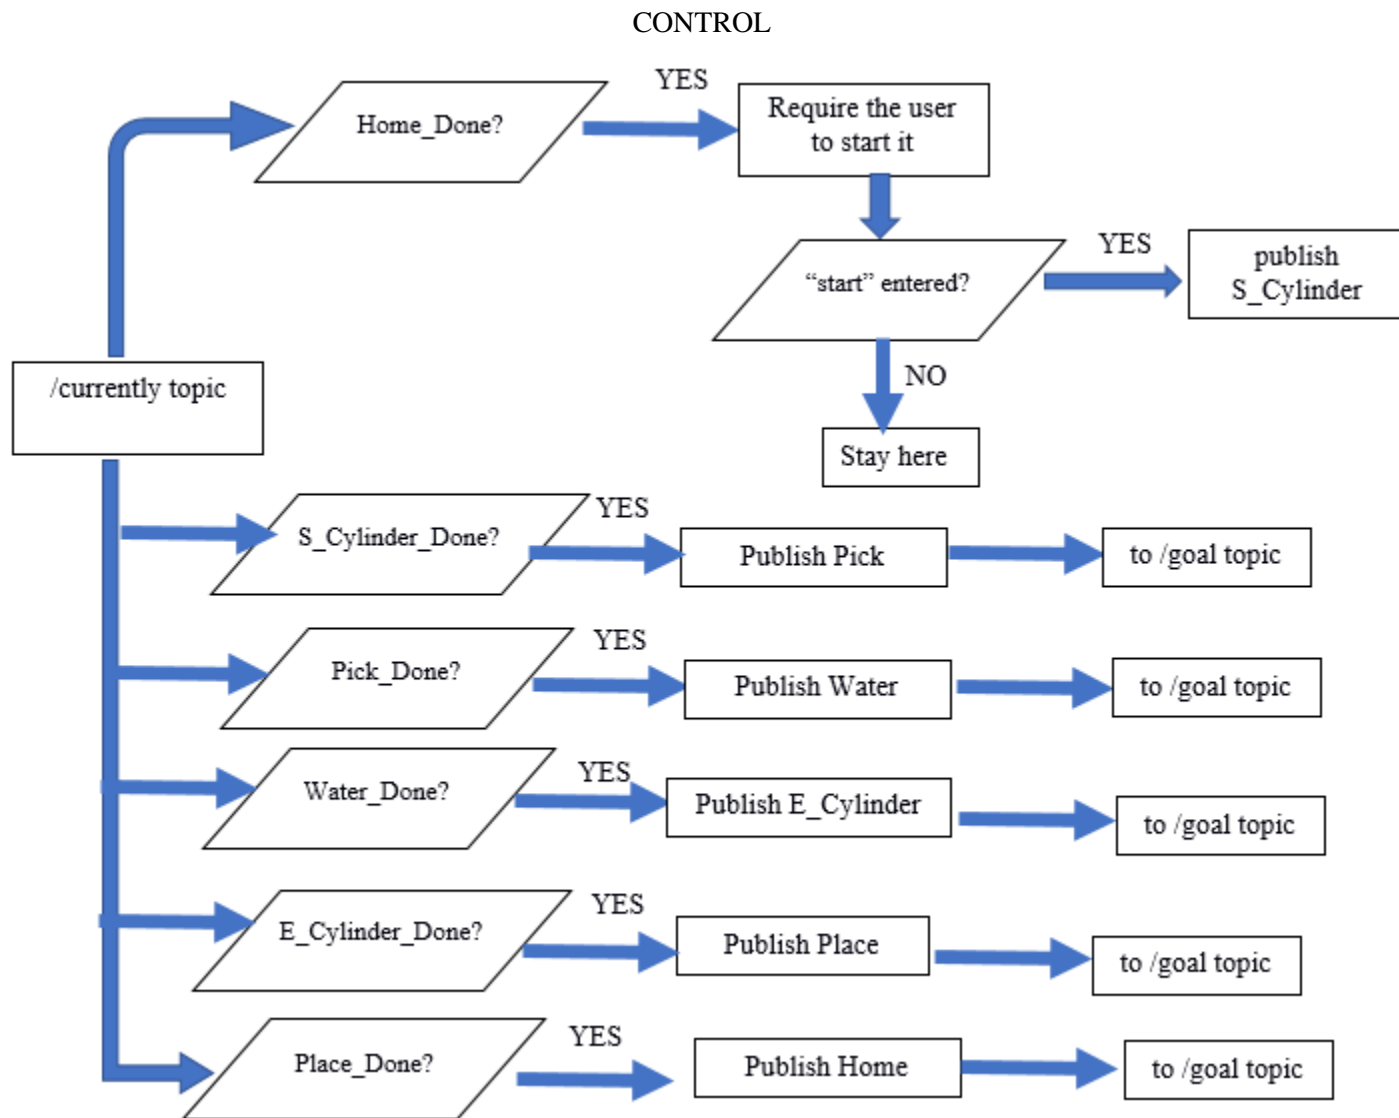 CONTROL
Home_Done?
YES
Require the user
to start it
“start” entered?
YES
publish
S_Cylinder
NO
Stay here
/currently topic
S_Cylinder_Done?
YES
Publish Pick
to /goal topic
Pick_Done?
YES
Publish Water
to /goal topic
Water_Done?
YES
Publish E_Cylinder
to /goal topic
E_Cylinder_Done?
YES
Publish Place
to /goal topic
Place_Done?
YES
Publish Home
to /goal topic